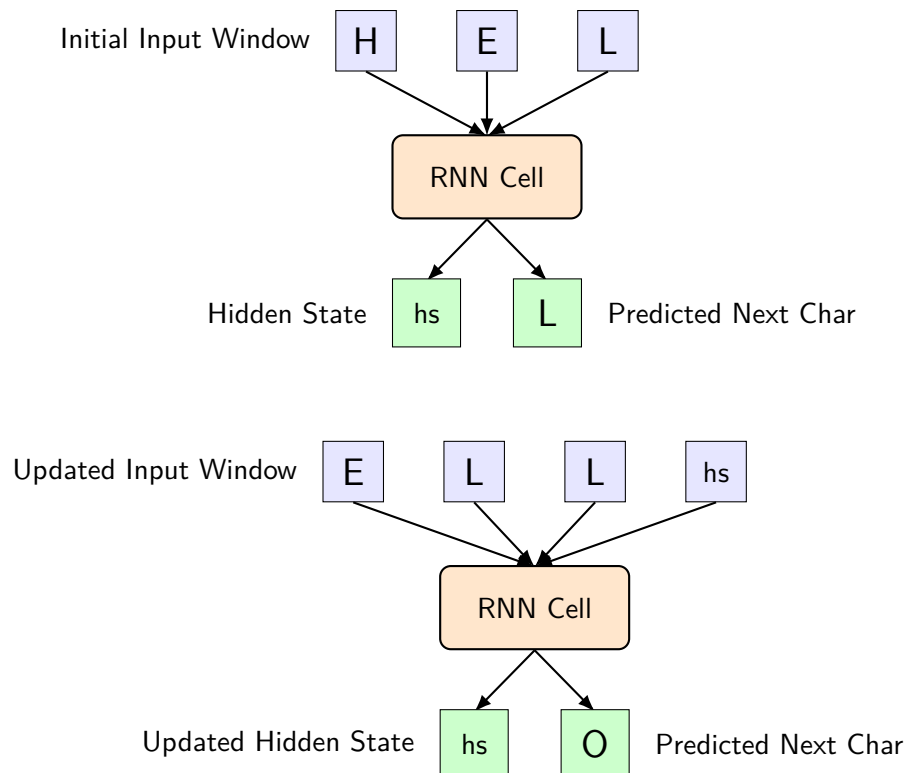 Initial Input Window H E L
RNN Cell
Hidden State hs L Predicted Next Char
Updated Input Window E L L hs
RNN Cell
Updated Hidden State hs O Predicted Next Char